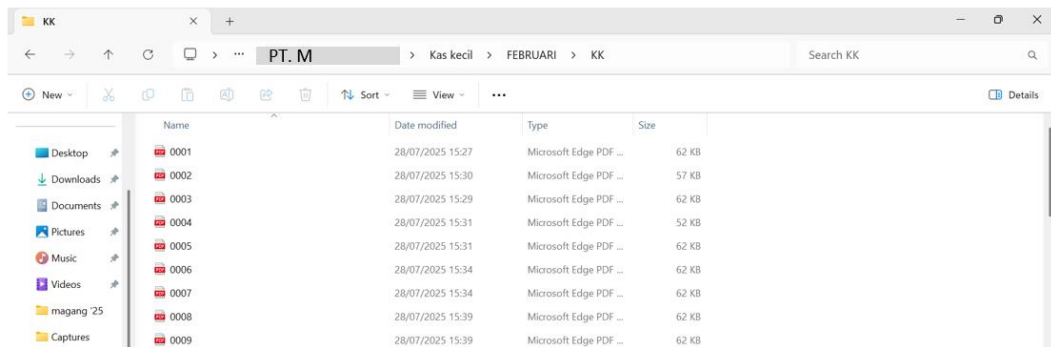 KK
PT. M > Kas kecil > FEBRUARI > KK Search KK
New Sort View Details
Name Date modified Type Size
Desktop 0001 28/07/2025 15:27 Microsoft Edge PDF ... 62 KB
Downloads 0002 28/07/2025 15:30 Microsoft Edge PDF ... 57 KB
Documents 0003 28/07/2025 15:29 Microsoft Edge PDF ... 62 KB
Pictures 0004 28/07/2025 15:31 Microsoft Edge PDF ... 52 KB
Music 0005 28/07/2025 15:31 Microsoft Edge PDF ... 62 KB
Videos 0006 28/07/2025 15:34 Microsoft Edge PDF ... 62 KB
magang '25 0007 28/07/2025 15:34 Microsoft Edge PDF ... 62 KB
Captures 0008 28/07/2025 15:39 Microsoft Edge PDF ... 62 KB
0009 28/07/2025 15:39 Microsoft Edge PDF ... 62 KB